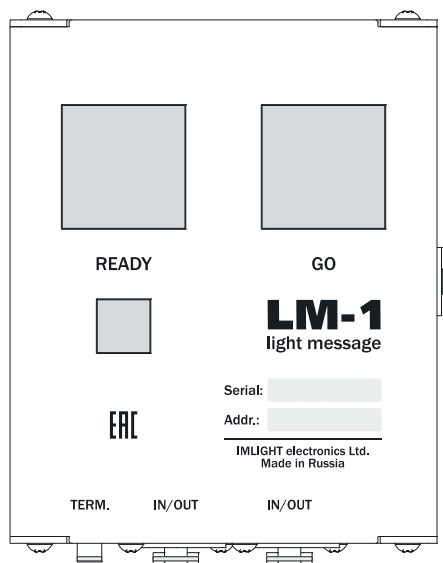 READY GO
LM-1
light message
Serial:
EAC Addr.:
IMLIGHT electronics Ltd.
Made in Russia
TERM. IN/OUT IN/OUT